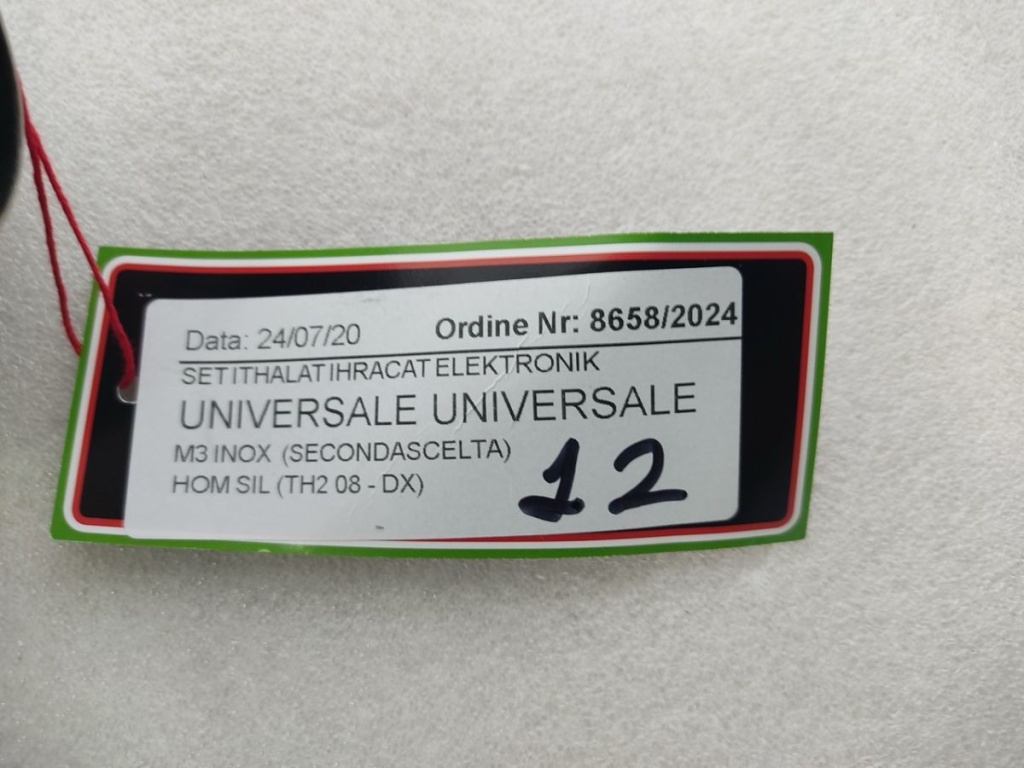 Data: 24/07/20 Ordine Nr: 8658/2024
SET ITHALAT IHRACAT ELEKTRONIK
UNIVERSALE UNIVERSALE
M3 INOX (SECONDASCELTA)
HOM SIL (TH2 08 - DX)
12